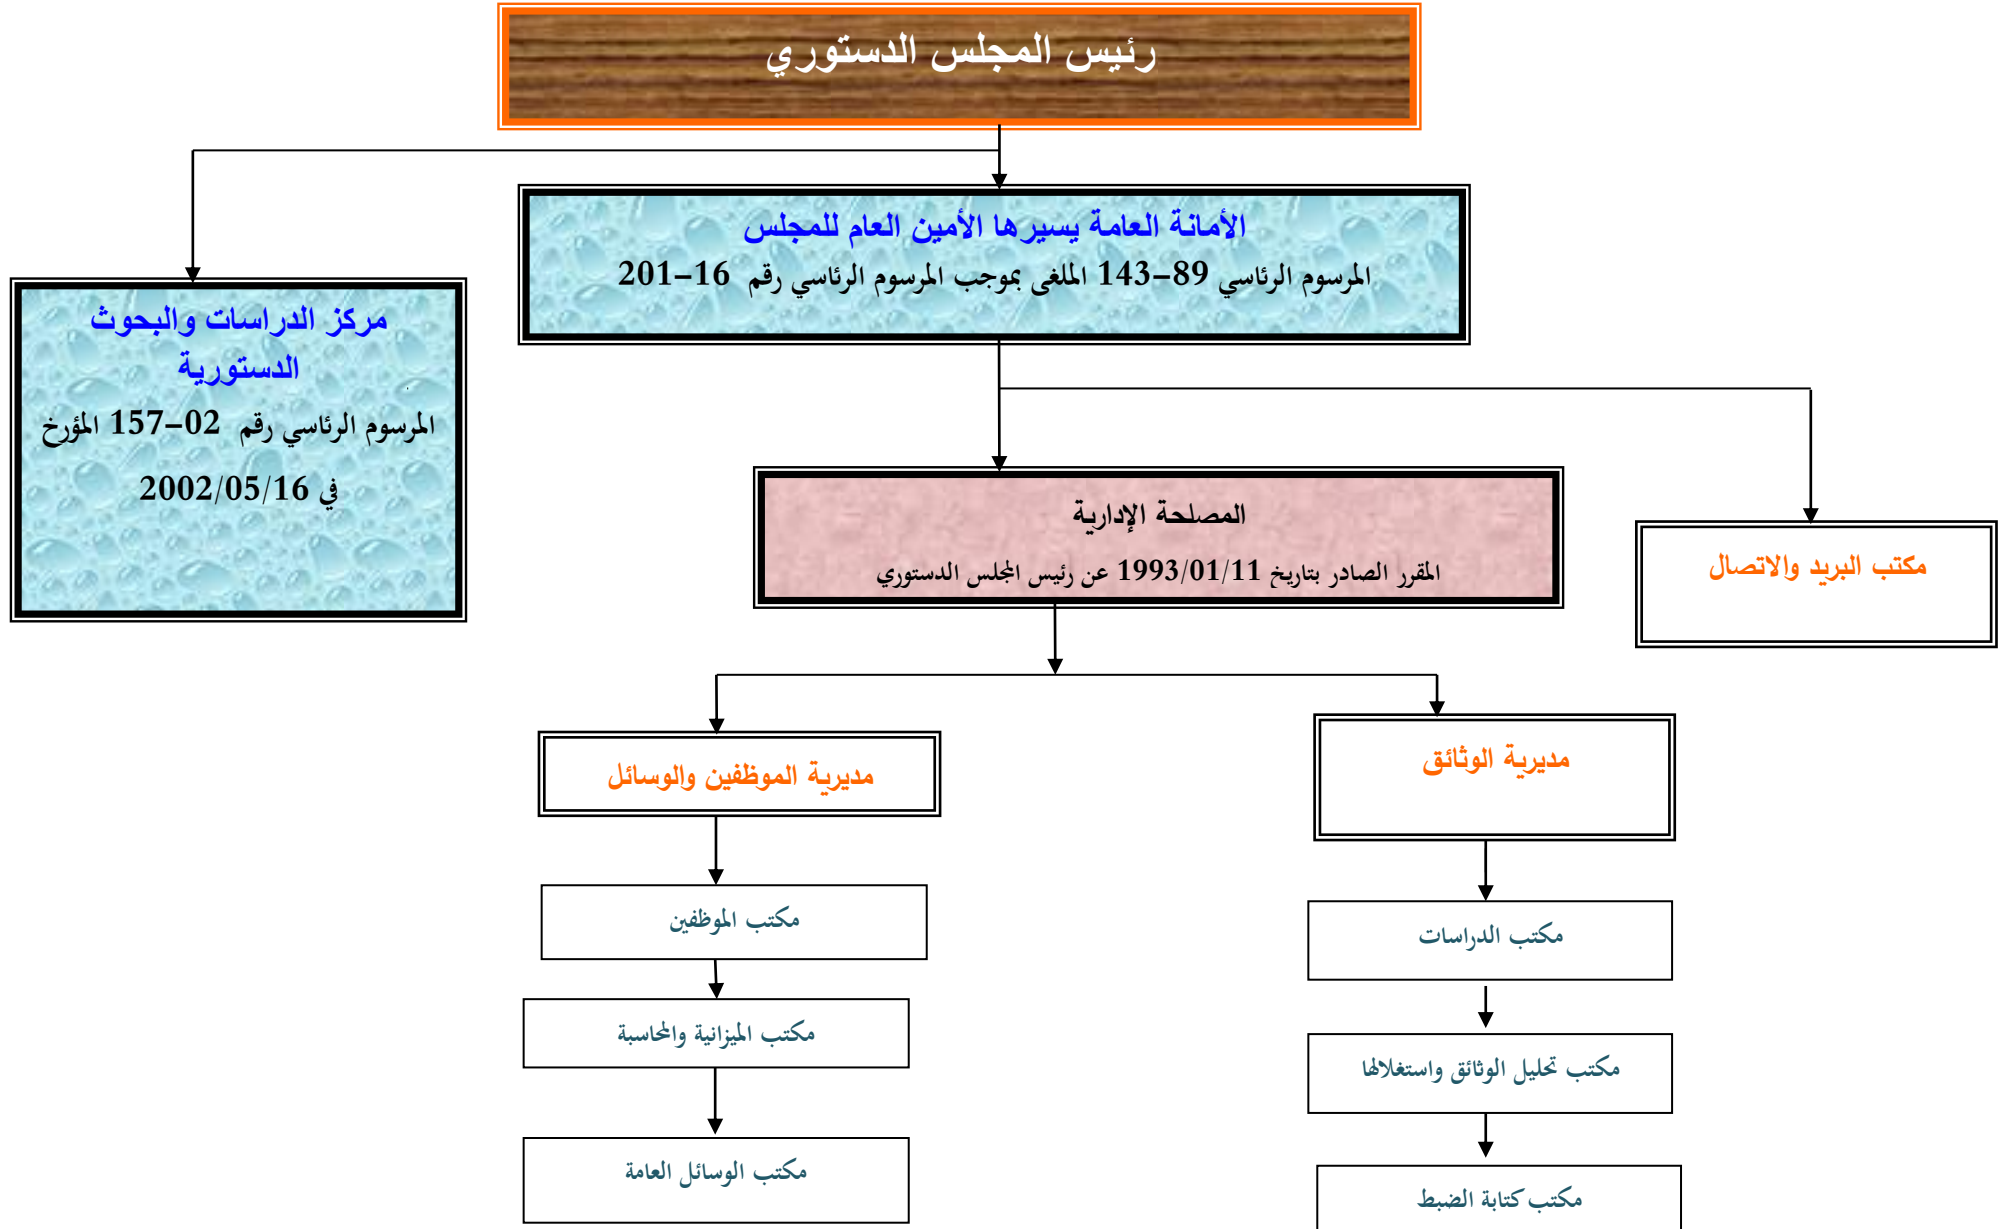 رئيس المجلس الدستوري
الأمانة العامة يسيرها الأمين العام للمجلس
المرسوم الرئاسي 89-143 الملغى بموجب المرسوم الرئاسي رقم 16-201
مركز الدراسات والبحوث
الدستورية
المرسوم الرئاسي رقم 02-157 المؤرخ
في 2002/05/16
المصلحة الإدارية
المقرر الصادر بتاريخ 1993/01/11 عن رئيس المجلس الدستوري
مكتب البريد والاتصال
مديرية الوثائق
مديرية الموظفين والوسائل
مكتب الموظفين
مكتب الدراسات
مكتب الميزانية والمحاسبة
مكتب تحليل الوثائق واستغلالها
مكتب الوسائل العامة
مكتب كتابة الضبط